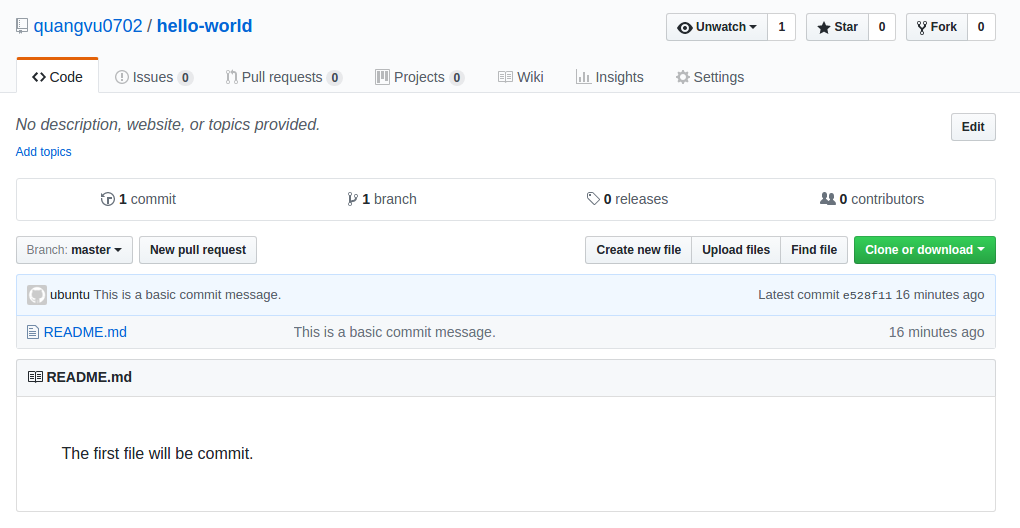 quangvu0702 / hello-world
Unwatch 1 Star 0 Fork 0
Code Issues 0 Pull requests 0 Projects 0 Wiki Insights Settings
No description, website, or topics provided. Edit
Add topics
1 commit 1 branch 0 releases 0 contributors
Branch: master New pull request Create new file Upload files Find file Clone or download
ubuntu This is a basic commit message. Latest commit e528f11 16 minutes ago
README.md This is a basic commit message. 16 minutes ago
README.md
The first file will be commit.